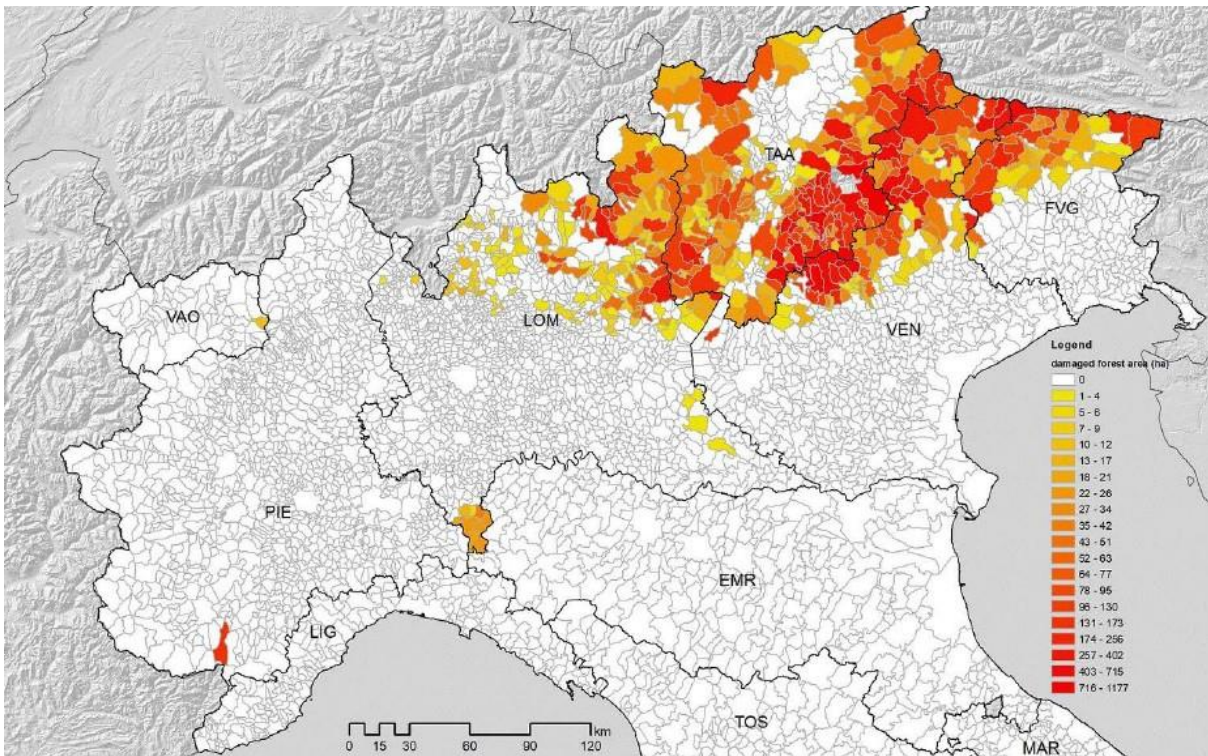 TAA
FVG
VAO
LOM
VEN
PIE
EMR
LIG
TOS
MAR
Legend
damaged forest area (ha)
0
1 - 4
5 - 6
7 - 9
10 - 12
13 - 17
18 - 21
22 - 26
27 - 34
35 - 42
43 - 51
52 - 63
64 - 77
78 - 95
96 - 130
131 - 173
174 - 256
257 - 402
403 - 715
716 - 1177
km
0 15 30 60 90 120